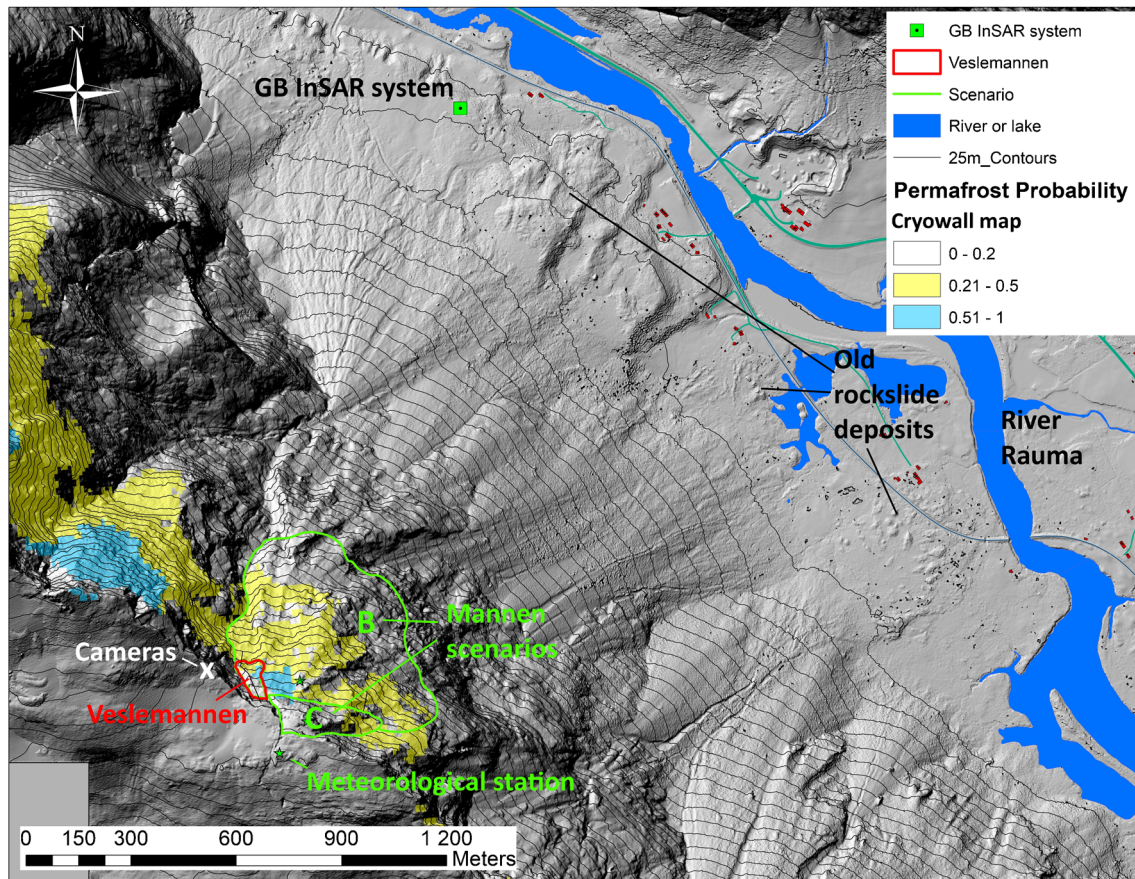 N
GB InSAR system
GB InSAR system
Veslemannen
Scenario
River or lake
25m_Contours
Permafrost Probability
Cryowall map
0 - 0.2
0.21 - 0.5
0.51 - 1
Old
rockslide
deposits
River
Rauma
B
Mannen
scenarios
Cameras
X
Veslemannen
C
Meteorological station
0 150 300 600 900 1 200
Meters